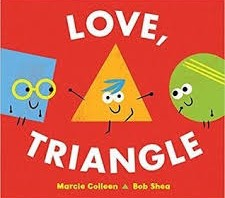 LOVE,
TRIANGLE
Marcie Colleen ▲ Bob Shea